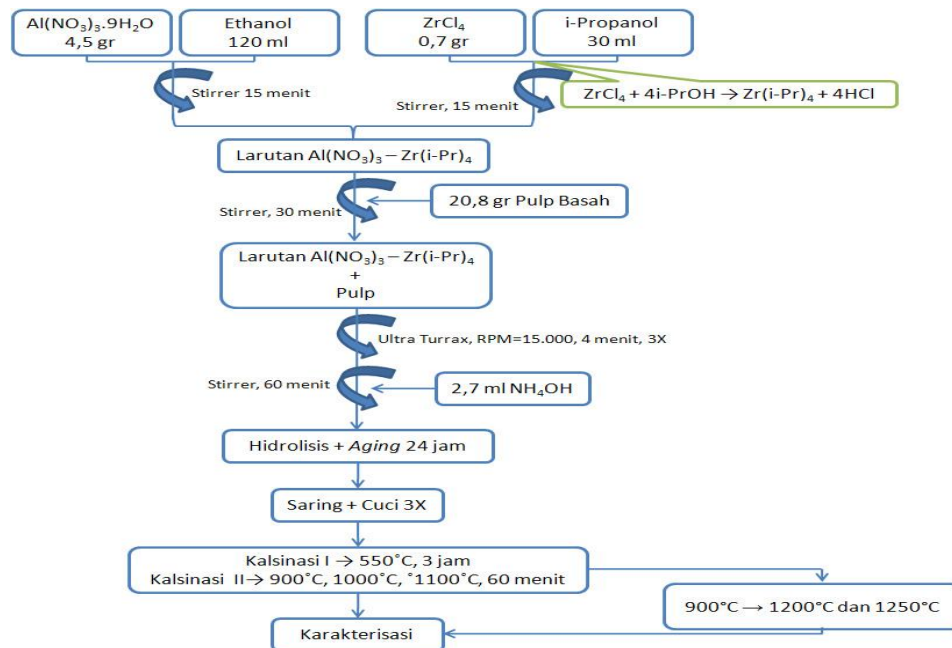 Al(NO₃)₃.9H₂O
4,5 gr
Ethanol
120 ml
ZrCl₄
0,7 gr
i-Propanol
30 ml
Stirrer 15 menit
Stirrer, 15 menit
ZrCl₄ + 4i-PrOH → Zr(i-Pr)₄ + 4HCl
Larutan Al(NO₃)₃ – Zr(i-Pr)₄
Stirrer, 30 menit
20,8 gr Pulp Basah
Larutan Al(NO₃)₃ – Zr(i-Pr)₄
+
Pulp
Ultra Turrax, RPM=15.000, 4 menit, 3X
Stirrer, 60 menit
2,7 ml NH₄OH
Hidrolisis + Aging 24 jam
Saring + Cuci 3X
Kalsinasi I → 550˚C, 3 jam
Kalsinasi II→ 900˚C, 1000˚C, ˚1100˚C, 60 menit
900°C → 1200°C dan 1250°C
Karakterisasi